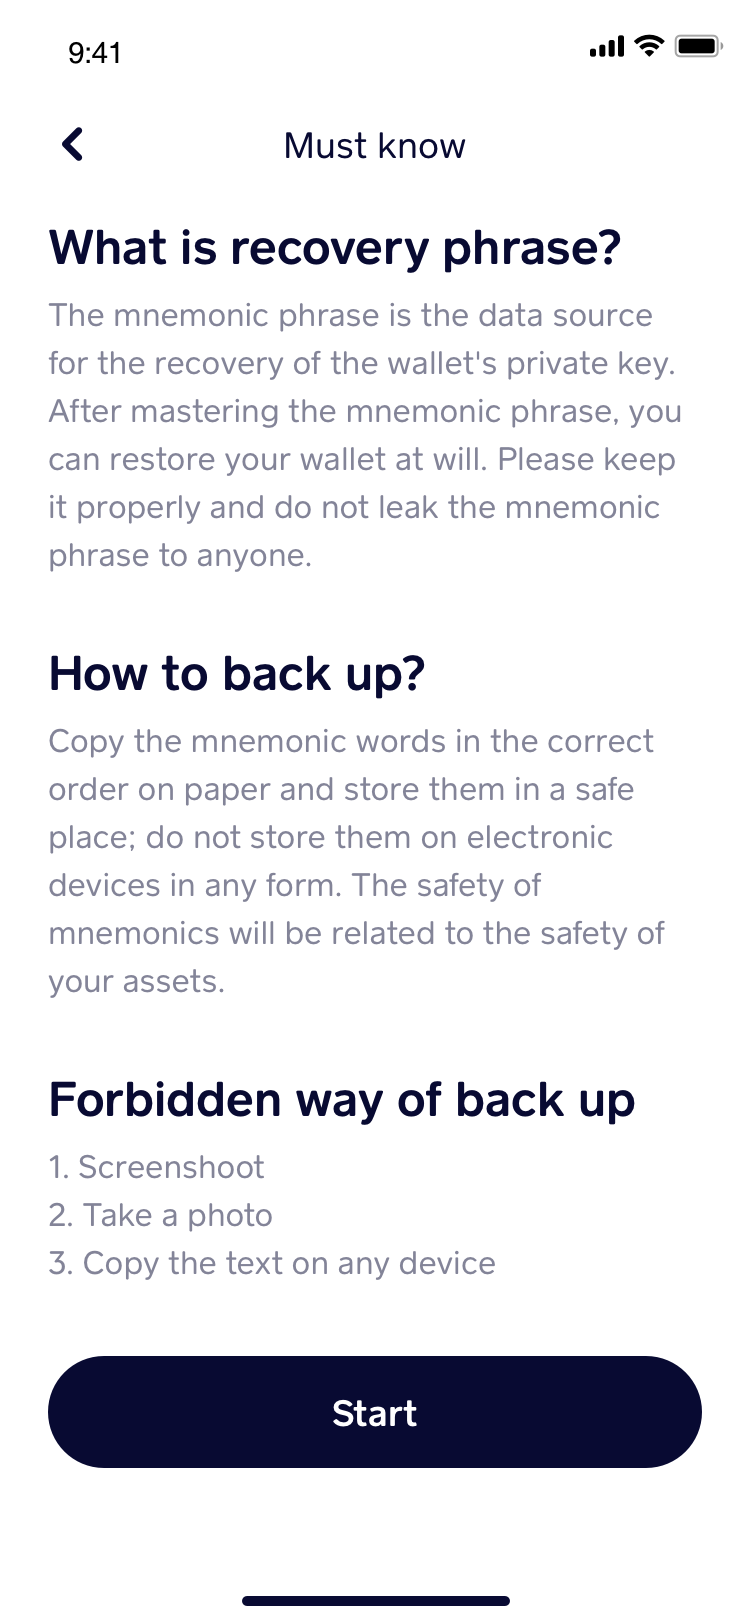 9:41
Must know
What is recovery phrase?
The mnemonic phrase is the data source
for the recovery of the wallet's private key.
After mastering the mnemonic phrase, you
can restore your wallet at will. Please keep
it properly and do not leak the mnemonic
phrase to anyone.
How to back up?
Copy the mnemonic words in the correct
order on paper and store them in a safe
place; do not store them on electronic
devices in any form. The safety of
mnemonics will be related to the safety of
your assets.
Forbidden way of back up
1. Screenshoot
2. Take a photo
3. Copy the text on any device
Start